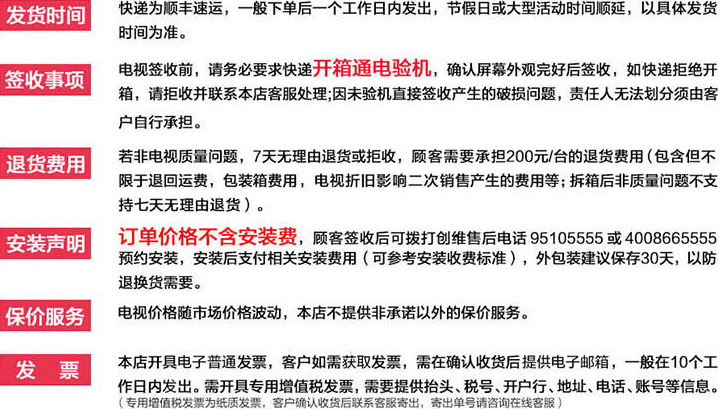 发货时间
快递为顺丰速运，一般下单后一个工作日内发出，节假日或大型活动时间顺延，以具体发货
时间为准。
签收事项
电视签收前，请务必要求快递开箱通电验机，确认屏幕外观完好后签收，如快递拒绝开
箱，请拒收并联系本店客服处理；因未验机直接签收产生的破损问题，责任人无法划分须由客
户自行承担。
退货费用
若非电视质量问题，7天无理由退货或拒收，顾客需要承担200元/台的退货费用（包含但不
限于退回运费，包装箱费用，电视折旧影响二次销售产生的费用等；拆箱后非质量问题不支
持七天无理由退货）。
安装声明
订单价格不含安装费，顾客签收后可拨打创维售后电话 95105555 或 4008665555
预约安装，安装后支付相关安装费用（可参考安装收费标准），外包装建议保存30天，以防
退换货需要。
保价服务
电视价格随市场价格波动，本店不提供非承诺以外的保价服务。
发 票
本店开具电子普通发票，客户如需获取发票，需在确认收货后提供电子邮箱，一般在10个工
作日内发出。需开具专用增值税发票，需要提供抬头、税号、开户行、地址、电话、账号等信息。
（专用增值税发票为纸质发票，客户确认收货后联系客服寄出，寄出单号请咨询在线客服）